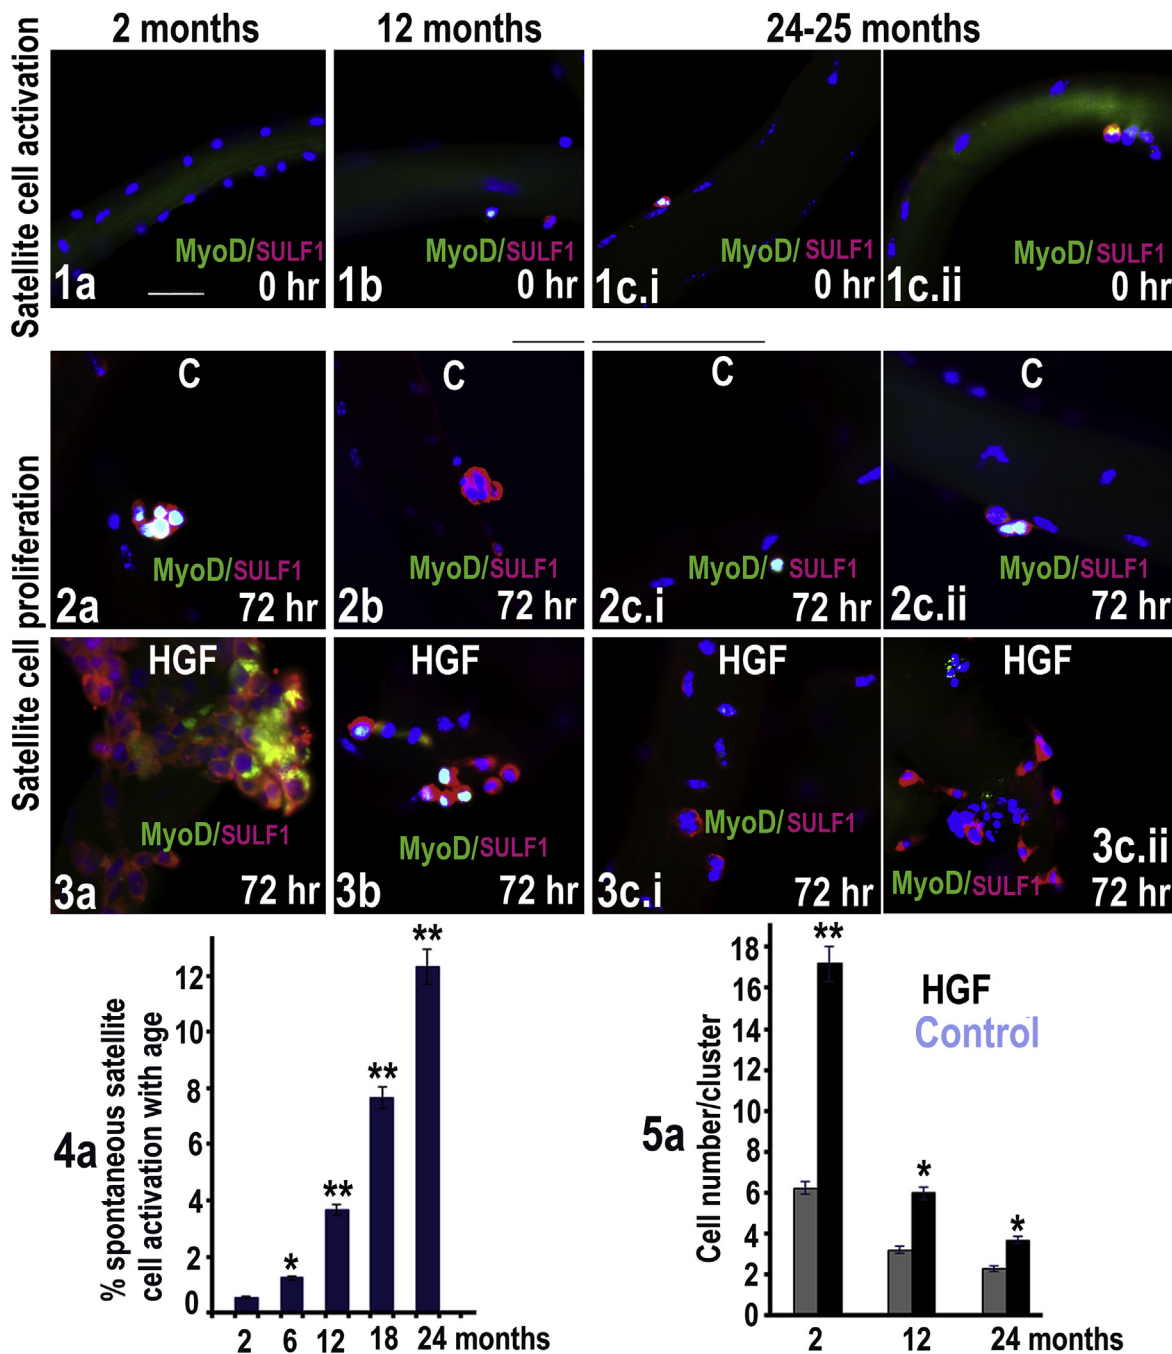 2 months
12 months
24-25 months
Satellite cell activation
MyoD/SULF1
1a
0 hr
MyoD/SULF1
1b
0 hr
MyoD/SULF1
1c.i
0 hr
MyoD/SULF1
1c.ii
0 hr
Satellite cell proliferation
C
MyoD/SULF1
2a
72 hr
C
MyoD/SULF1
2b
72 hr
C
MyoD/ SULF1
2c.i
72 hr
C
MyoD/SULF1
2c.ii
72 hr
HGF
MyoD/SULF1
3a
72 hr
HGF
MyoD/SULF1
3b
72 hr
HGF
MyoD/SULF1
3c.i
72 hr
HGF
3c.ii
MyoD/SULF1
72 hr
4a
% spontaneous satellite
cell activation with age
12
10
8
6
4
2
0
*
**
**
**
2 6 12 18 24 months
5a
Cell number/cluster
18
16
14
12
10
8
6
4
2
0
**
*
*
HGF
Control
2 12 24 months